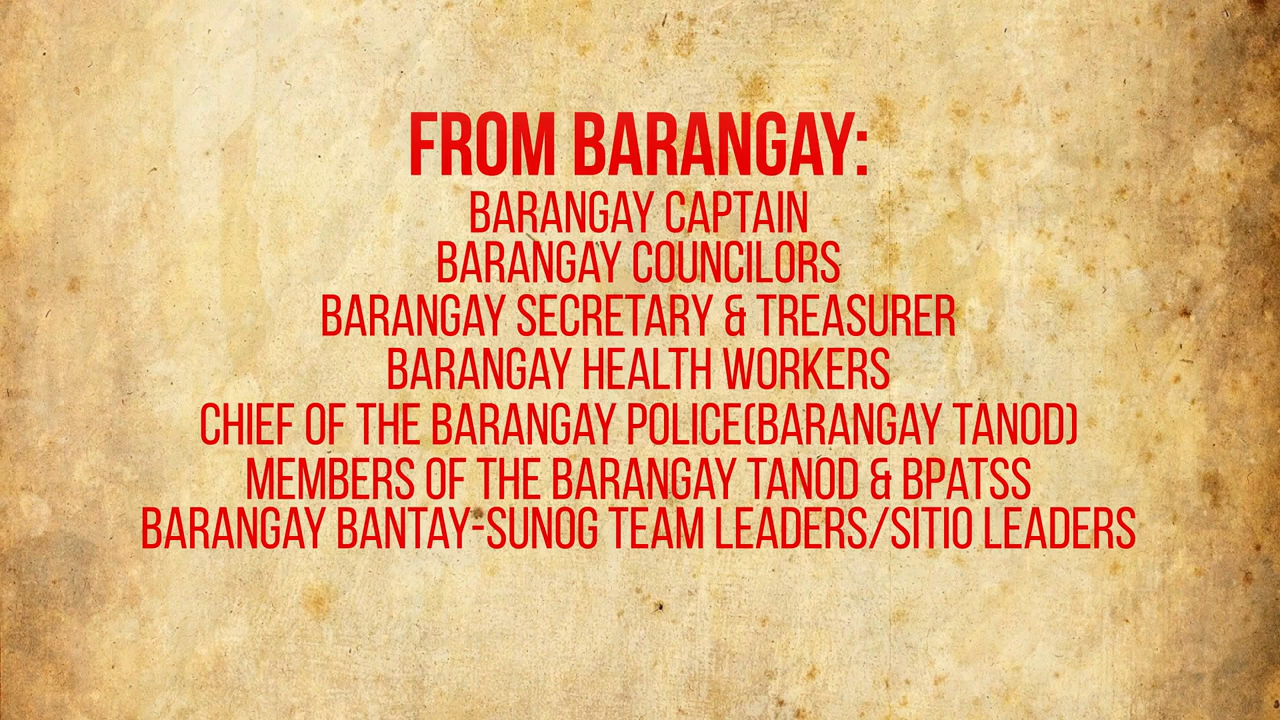 FROM BARANGAY:
BARANGAY CAPTAIN
BARANGAY COUNCILORS
BARANGAY SECRETARY & TREASURER
BARANGAY HEALTH WORKERS
CHIEF OF THE BARANGAY POLICE(BARANGAY TANOD)
MEMBERS OF THE BARANGAY TANOD & BPATSS
BARANGAY BANTAY-SUNOG TEAM LEADERS/SITIO LEADERS